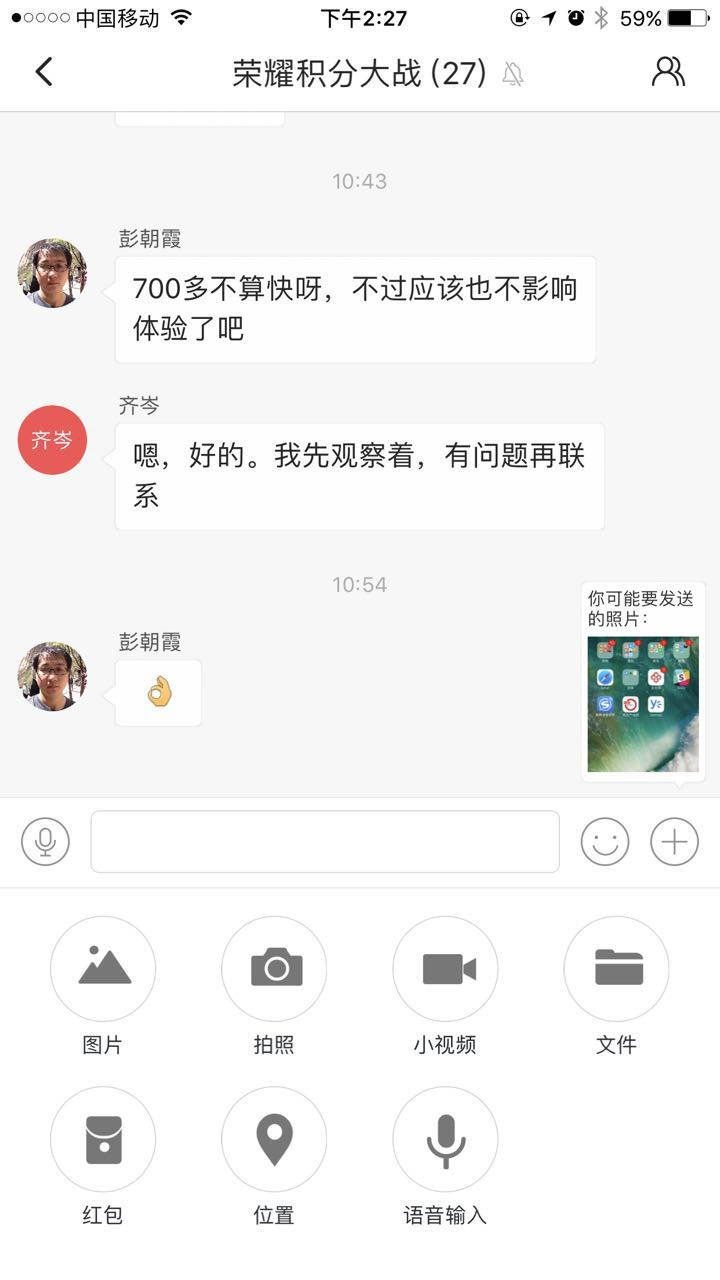 中国移动
下午2:27
59%
荣耀积分大战 (27)
10:43
彭朝霞
700多不算快呀，不过应该也不影响
体验了吧
齐岑
齐岑
嗯，好的。我先观察着，有问题再联
系
10:54
彭朝霞
你可能要发送
的照片：
图片
拍照
小视频
文件
红包
位置
语音输入